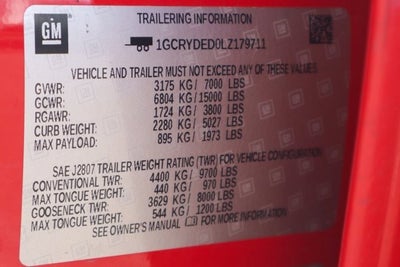 TRAILERING INFORMATION
GM
1GCRYDED0LZ179711
VEHICLE AND TRAILER MUST NOT EXCEED ANY OF THESE VALUES:
GVWR: 3175 KG/ 7000 LBS
GCWR: 6804 KG/ 15000 LBS
RGAWR: 1724 KG/ 3800 LBS
CURB WEIGHT: 2280 KG/ 5027 LBS
MAX PAYLOAD: 895 KG/ 1973 LBS
SAE J2807 TRAILER WEIGHT RATING (TWR) FOR VEHICLE CONFIGURATION
CONVENTIONAL TWR: 4400 KG/ 9700 LBS
MAX TONGUE WEIGHT: 440 KG/ 970 LBS
GOOSENECK TWR: 3629 KG/ 8000 LBS
MAX TONGUE WEIGHT: 544 KG/ 1200 LBS
SEE OWNER'S MANUAL FOR MORE INFORMATION